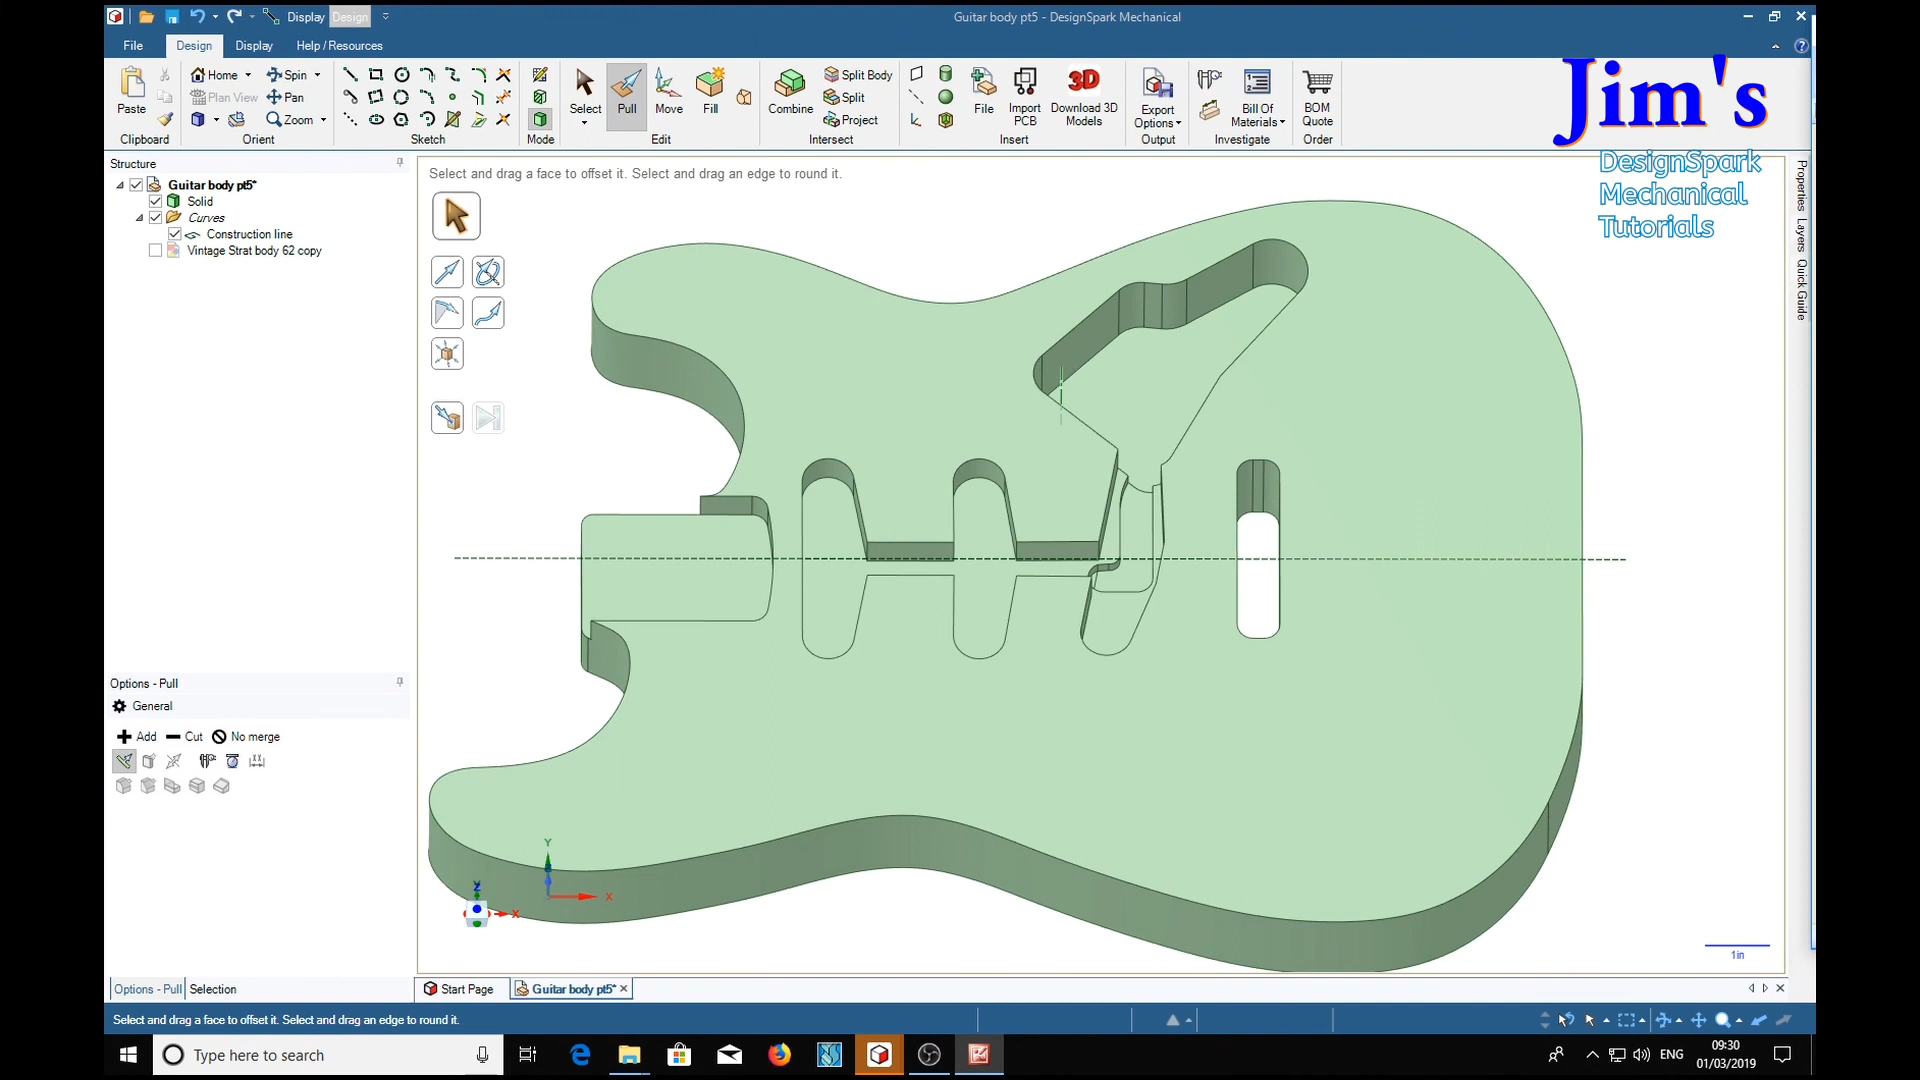 Display Design
Guitar body pt5 - DesignSpark Mechanical
File Design Display Help / Resources
Paste
Clipboard
Home Spin
Plan View Pan
Zoom
Orient
Sketch
Mode
Select Pull Move Fill
Edit
Combine
Split Body
Split
Project
Intersect
File
Import PCB
Download 3D Models
Insert
3D
Export Options
Output
Bill Of Materials
Investigate
BOM Quote
Order
Jim's
DesignSpark
Mechanical
Tutorials
Structure
Guitar body pt5*
Solid
Curves
Construction line
Vintage Strat body 62 copy
Select and drag a face to offset it. Select and drag an edge to round it.
Properties Layers Quick Guide
Options - Pull
General
Add Cut No merge
Y
X
Z
X
1in
Options - Pull Selection
Start Page Guitar body pt5*
Select and drag a face to offset it. Select and drag an edge to round it.
Type here to search
ENG
09:30
01/03/2019